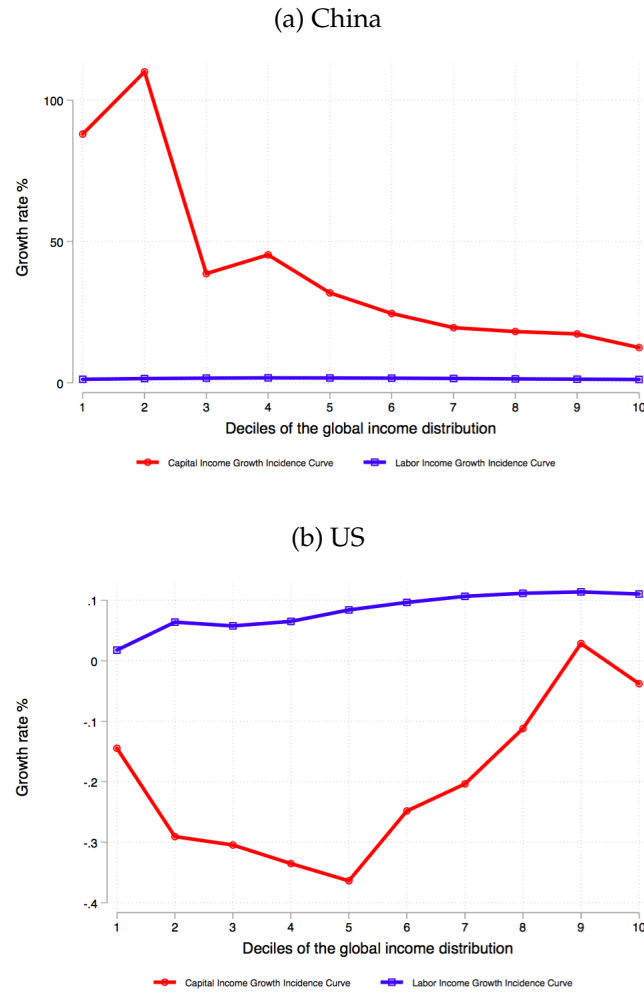 (a) China
Growth rate %
100
50
0
1 2 3 4 5 6 7 8 9 10
Deciles of the global income distribution
Capital Income Growth Incidence Curve Labor Income Growth Incidence Curve
(b) US
Growth rate %
.1
0
-.1
-.2
-.3
-.4
1 2 3 4 5 6 7 8 9 10
Deciles of the global income distribution
Capital Income Growth Incidence Curve Labor Income Growth Incidence Curve